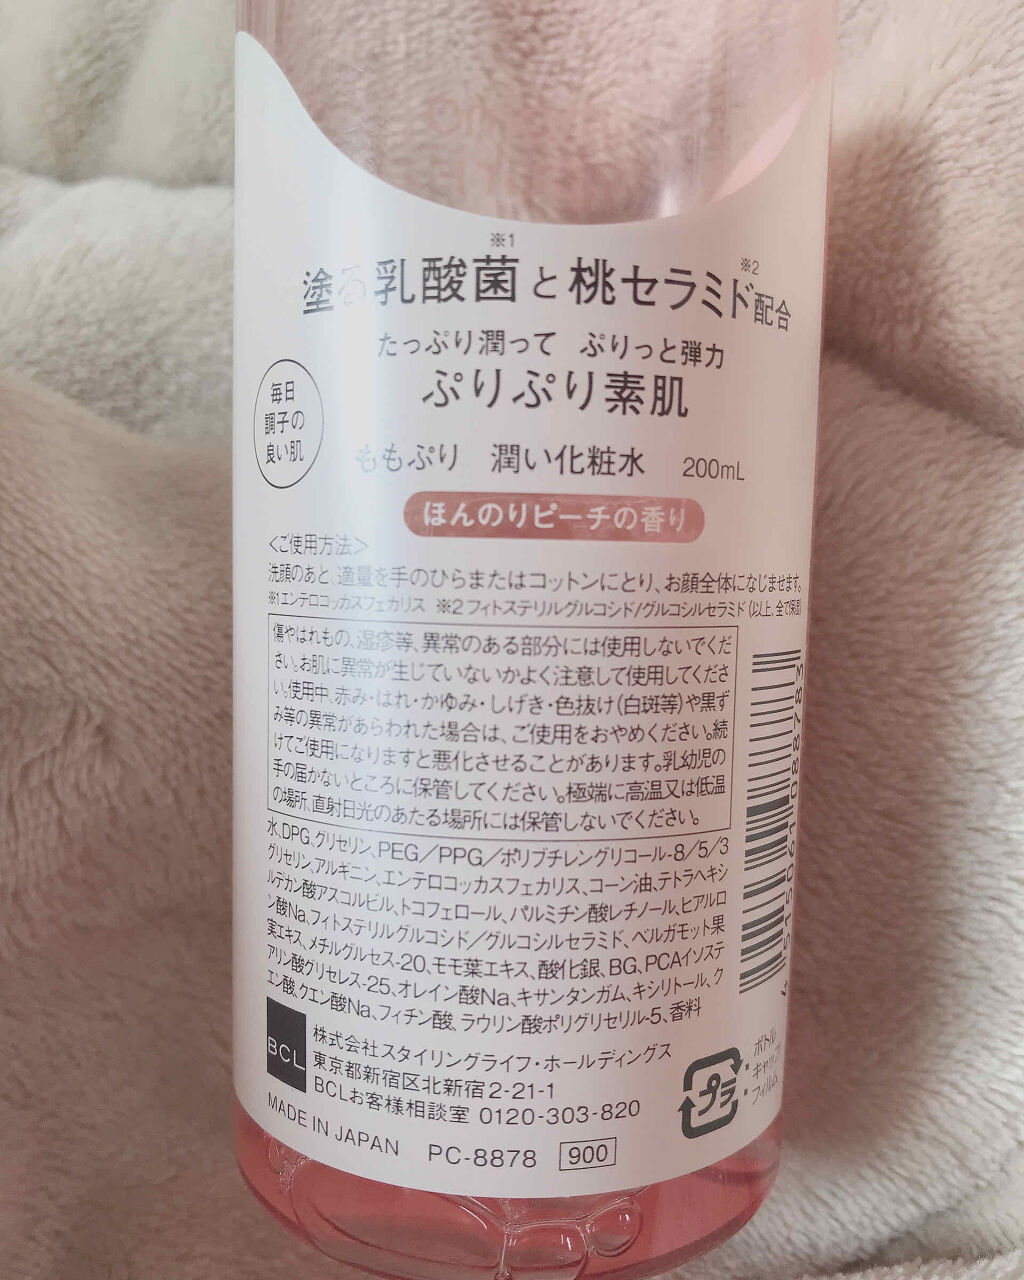 ※1
※2
塗る乳酸菌と桃セラミド配合
たっぷり潤って ぷりっと弾力
ぷりぷり素肌
毎日
調子の
良い肌
ももぷり 潤い化粧水 200mL
ほんのりピーチの香り
<ご使用方法>
洗顔のあと、適量を手のひらまたはコットンにとり、お顔全体になじませます。
※1エンテロコッカスフェカリス ※2フィトステリルグルコシド/グルコシルセラミド (以上、全て保湿)
傷やはれもの、湿疹等、異常のある部分には使用しないでくだ
さい。お肌に異常が生じていないかよく注意して使用してくださ
い。使用中、赤み・はれ・かゆみ・しげき・色抜け(白斑等)や黒ず
み等の異常があらわれた場合は、ご使用をおやめください。続
けてご使用になりますと悪化させることがあります。乳幼児の
手の届かないところに保管してください。極端に高温又は低温
の場所、直射日光のあたる場所には保管しないでください。
水、DPG、グリセリン、PEG/PPG/ポリブチレングリコール-8/5/3
グリセリン、アルギニン、エンテロコッカスフェカリス、コーン油、テトラヘキシ
ルデカン酸アスコルビル、トコフェロール、パルミチン酸レチノール、ヒアルロ
ン酸Na、フィトステリルグルコシド/グルコシルセラミド、ベルガモット果
実エキス、メチルグルセス-20、モモ葉エキス、酸化銀、BG、PCAイソステ
アリン酸グリセレス-25、オレイン酸Na、キサンタンガム、キシリトール、ク
エン酸、クエン酸Na、フィチン酸、ラウリン酸ポリグリセリル-5、香料
BCL
株式会社スタイリングライフ・ホールディングス
東京都新宿区北新宿2-21-1
BCLお客様相談室 0120-303-820
MADE IN JAPAN PC-8878 900
プラ
・ボトル
・キャップ
・フィルム
4 515061 088783